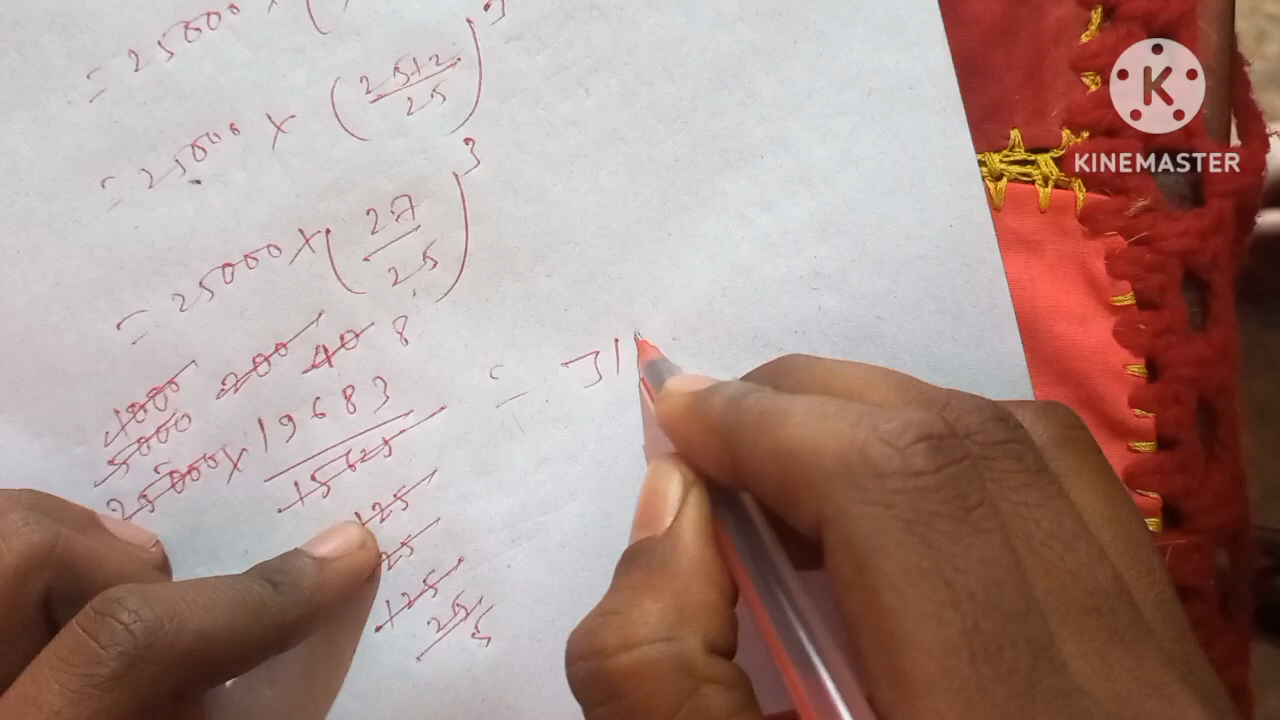 = 25000 × (
= 25000 × (25+2/25)³
= 25000 × (27/25)³
1000 200 40 8
5000
25000 × 19683/15625 = 31
125
25
125
25
5
K
KINEMASTER